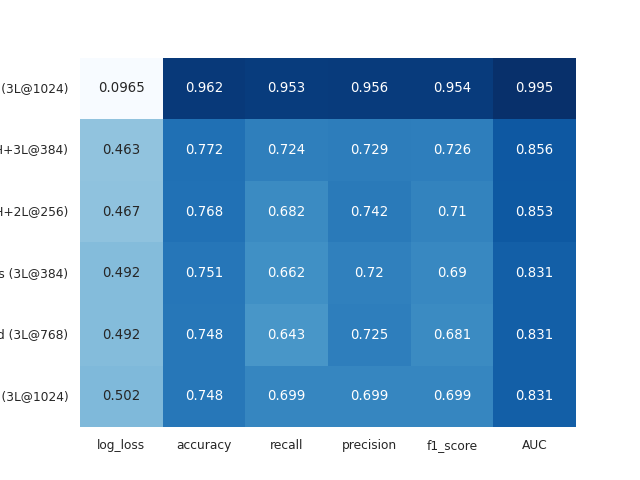 (3L@1024) 0.0965 0.962 0.953 0.956 0.954 0.995
H+3L@384) 0.463 0.772 0.724 0.729 0.726 0.856
H+2L@256) 0.467 0.768 0.682 0.742 0.71 0.853
s (3L@384) 0.492 0.751 0.662 0.72 0.69 0.831
d (3L@768) 0.492 0.748 0.643 0.725 0.681 0.831
(3L@1024) 0.502 0.748 0.699 0.699 0.699 0.831
log_loss accuracy recall precision f1_score AUC